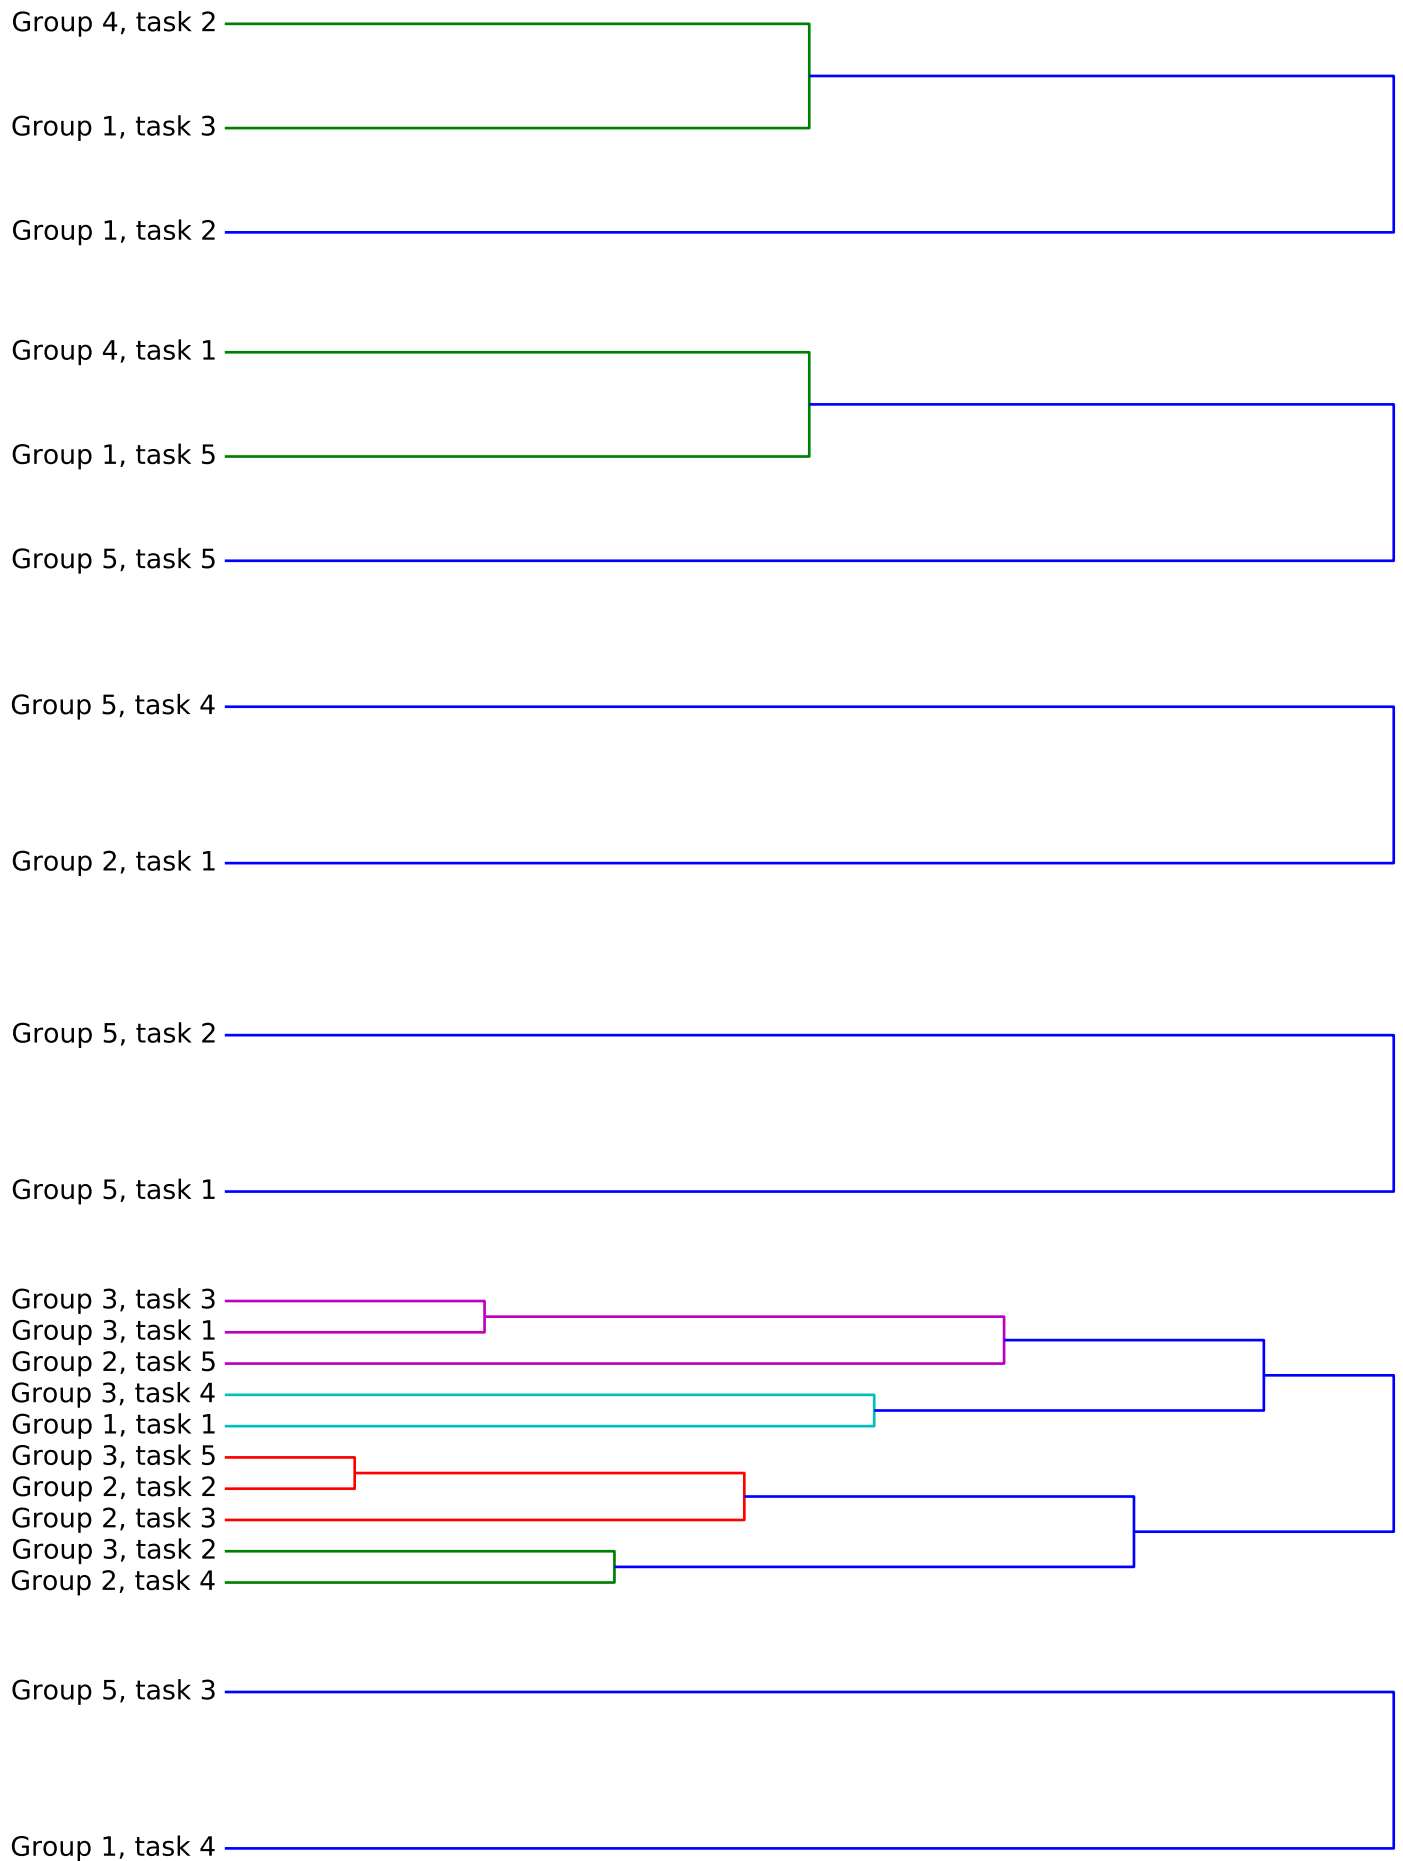 Group 4, task 2
Group 1, task 3
Group 1, task 2
Group 4, task 1
Group 1, task 5
Group 5, task 5
Group 5, task 4
Group 2, task 1
Group 5, task 2
Group 5, task 1
Group 3, task 3
Group 3, task 1
Group 2, task 5
Group 3, task 4
Group 1, task 1
Group 3, task 5
Group 2, task 2
Group 2, task 3
Group 3, task 2
Group 2, task 4
Group 5, task 3
Group 1, task 4